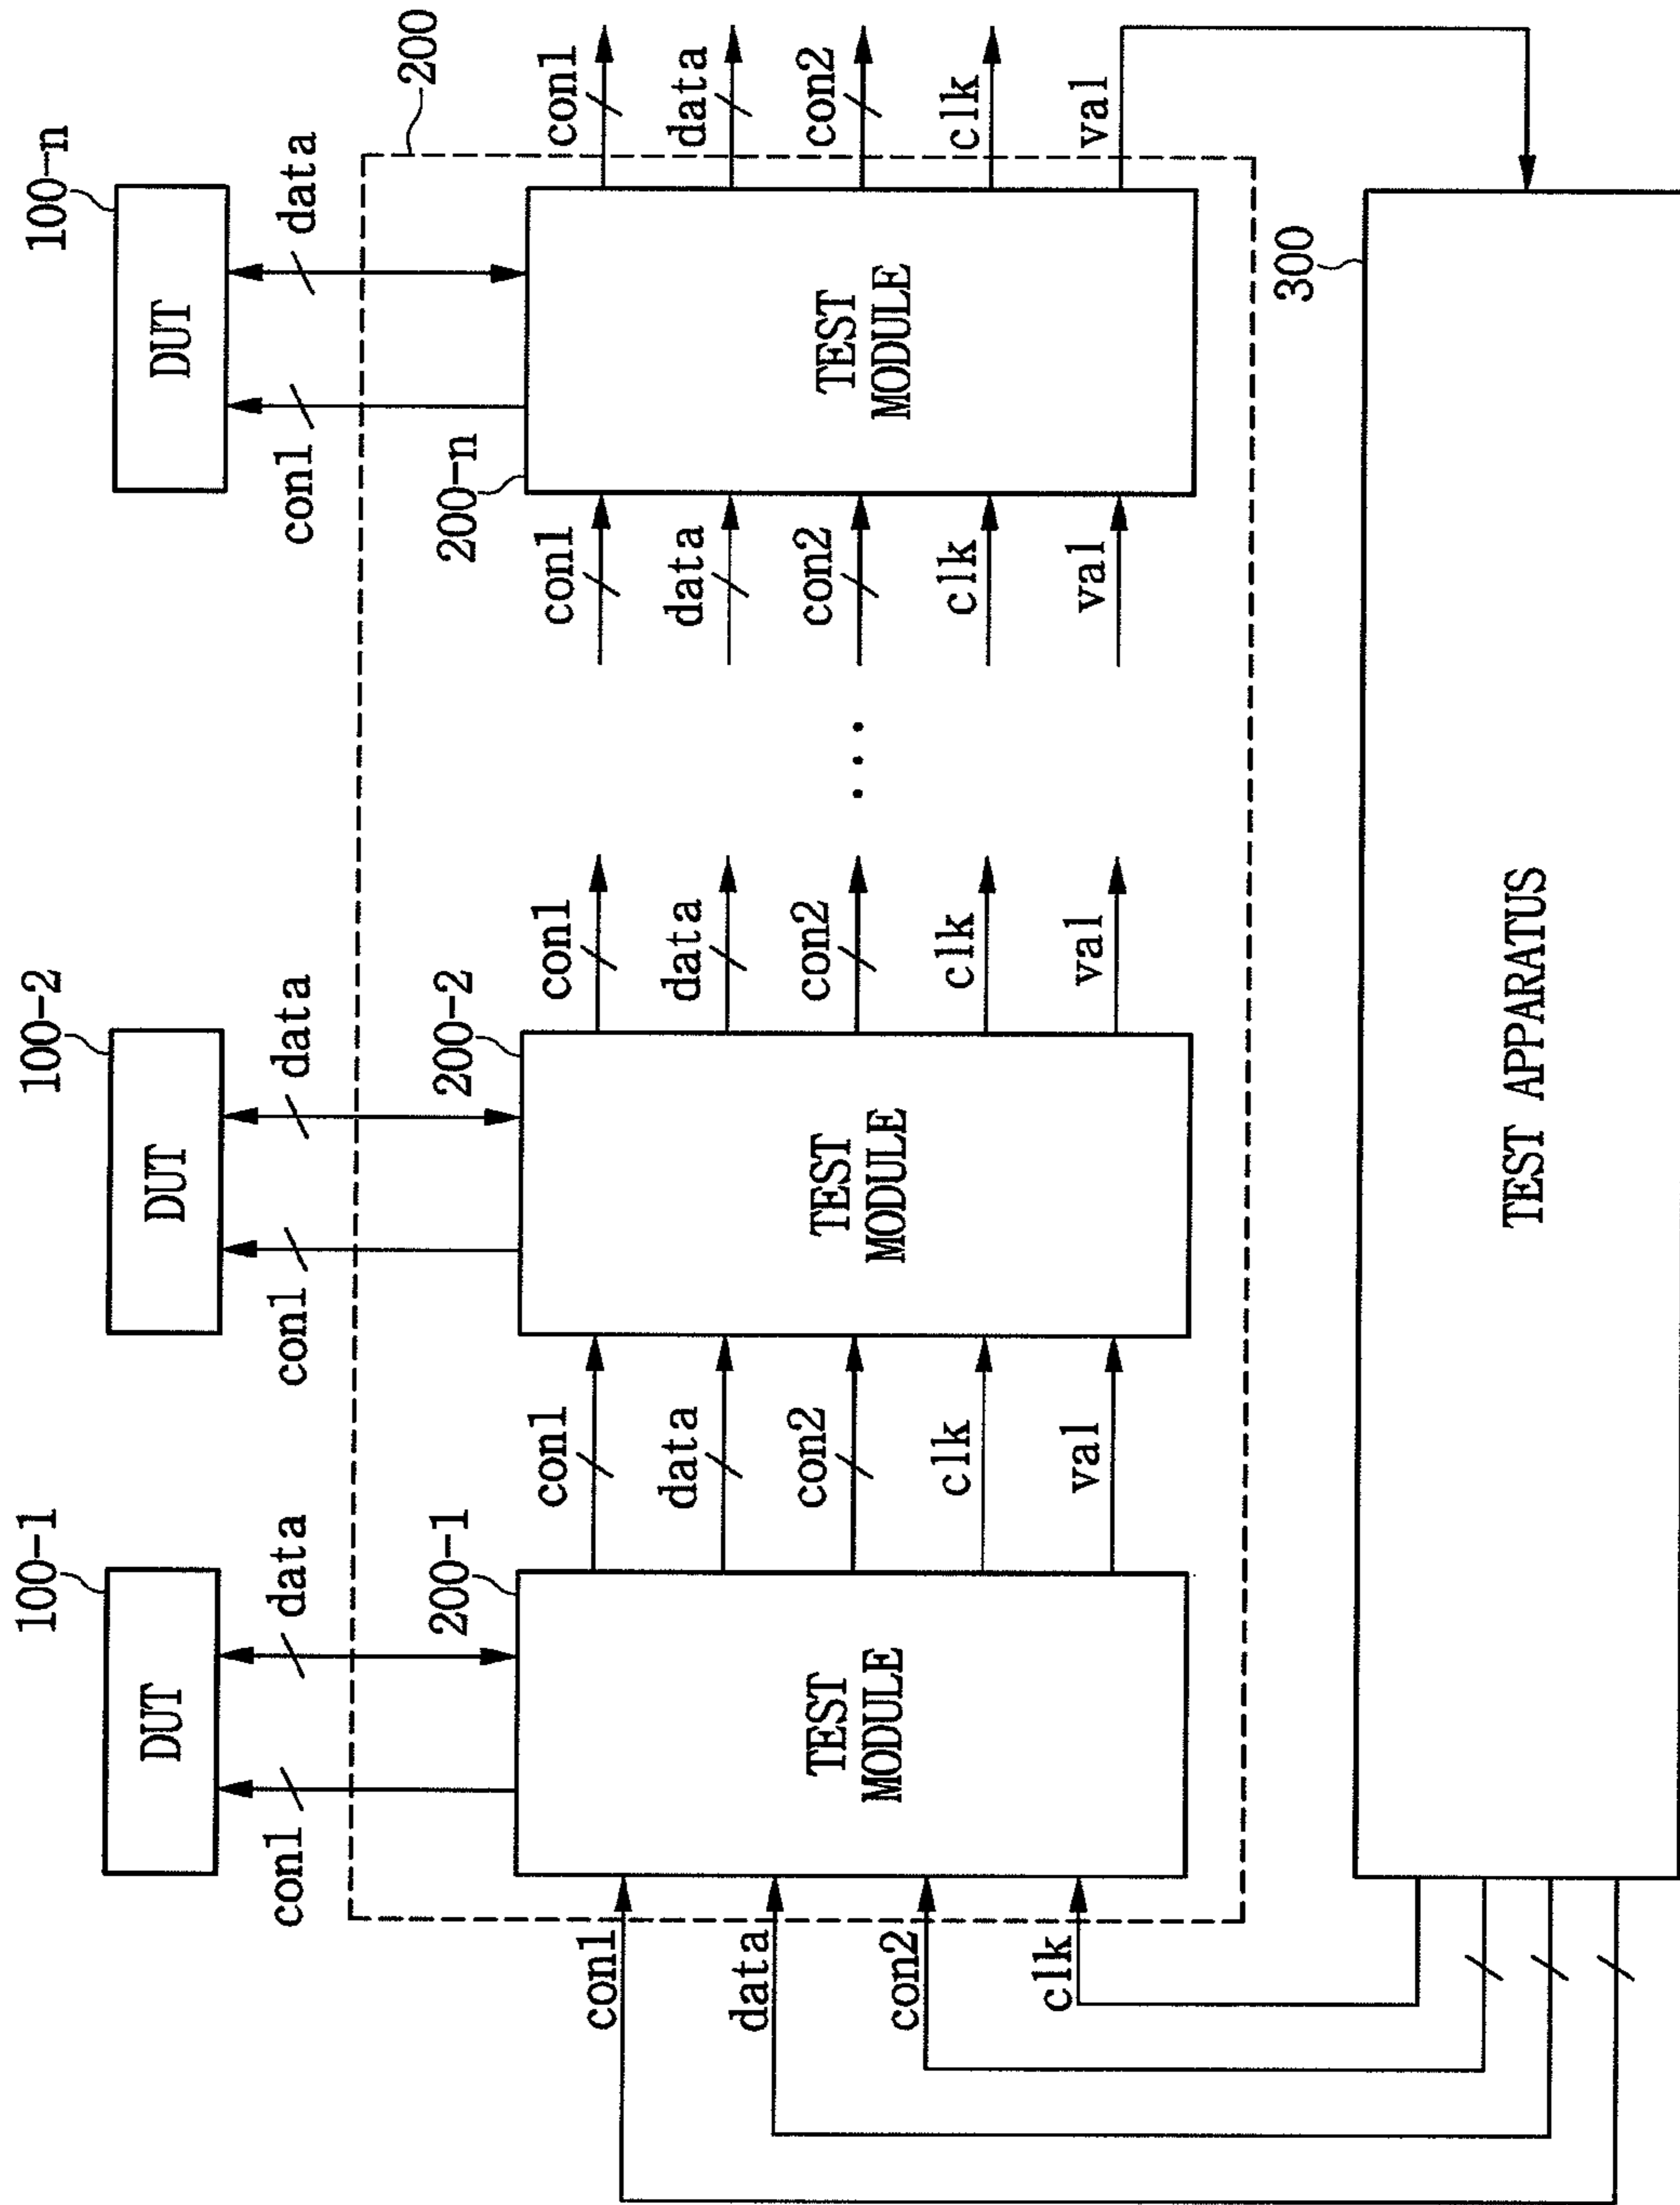 100-1
100-2
100-n
DUT
DUT
DUT
con1
data
con1
data
con1
data
200
200-1
200-2
200-n
con1
con1
con1
con1
con1
data
data
data
data
data
TEST
MODULE
TEST
MODULE
TEST
MODULE
con2
con2
con2
con2
con2
clk
clk
clk
clk
clk
val
val
val
val
...
300
TEST APPARATUS